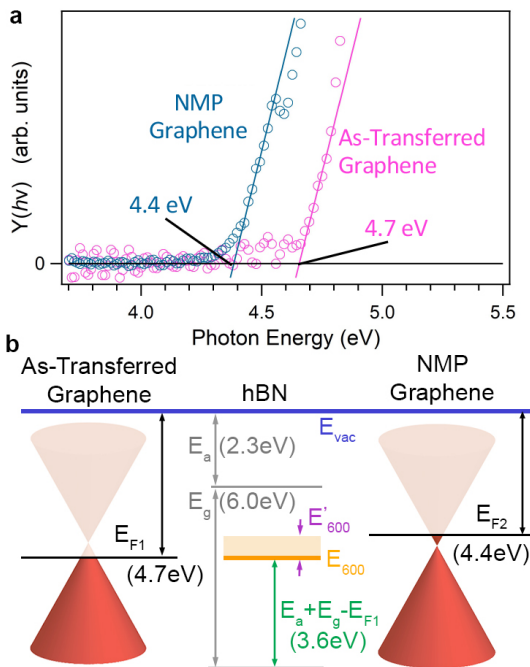 a
Y(hν) (arb. units)
NMP
Graphene
As-Transferred
Graphene
4.4 eV
4.7 eV
0
4.0 4.5 5.0 5.5
Photon Energy (eV)
b
As-Transferred
Graphene
hBN
NMP
Graphene
Evac
Ea (2.3eV)
Eg (6.0eV)
E'600
E600
EF1
(4.7eV)
EF2
(4.4eV)
Ea+Eg-EF1
(3.6eV)